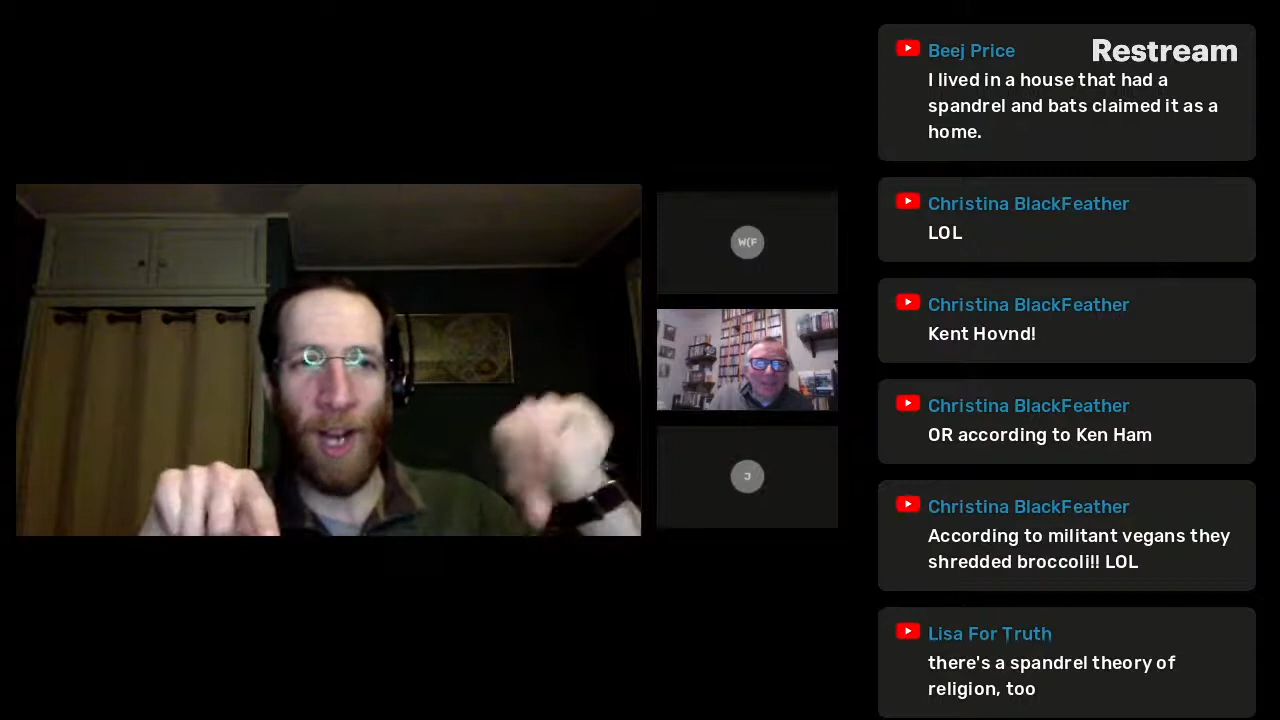 Restream
Beej Price
I lived in a house that had a
spandrel and bats claimed it as a
home.
Christina BlackFeather
LOL
Christina BlackFeather
Kent Hovnd!
Christina BlackFeather
OR according to Ken Ham
Christina BlackFeather
According to militant vegans they
shredded broccoli!! LOL
Lisa For Truth
there's a spandrel theory of
religion, too
W(F
J